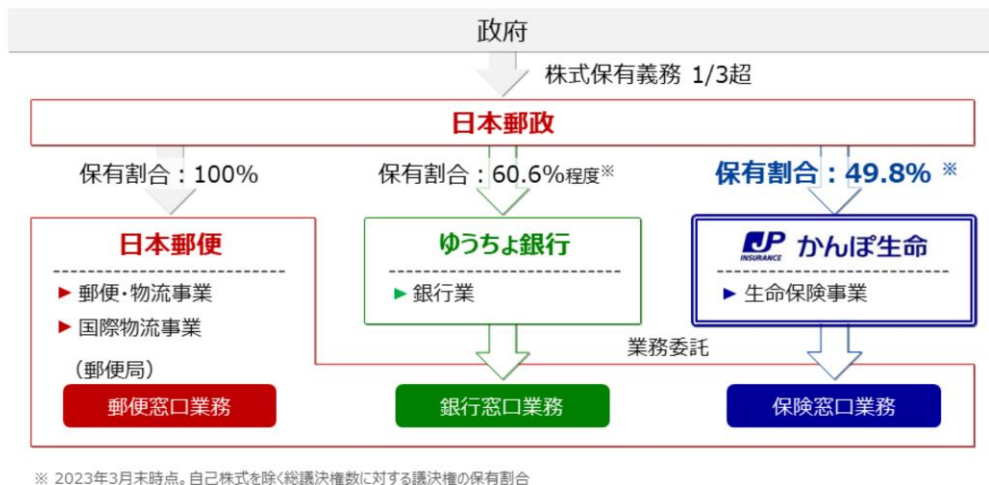 政府
株式保有義務 1/3超
日本郵政
保有割合：100%
保有割合：60.6%程度※
保有割合：49.8% ※
日本郵便
▶ 郵便・物流事業
▶ 国際物流事業
（郵便局）
郵便窓口業務
ゆうちょ銀行
▶ 銀行業
JP INSURANCE かんぽ生命
▶ 生命保険事業
業務委託
銀行窓口業務
保険窓口業務
※ 2023年3月末時点。自己株式を除く総議決権数に対する議決権の保有割合